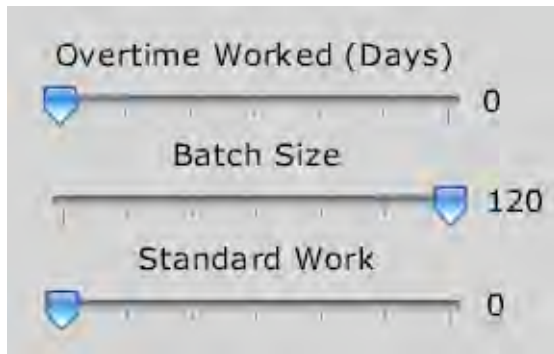 Overtime Worked (Days)
0
Batch Size
120
Standard Work
0